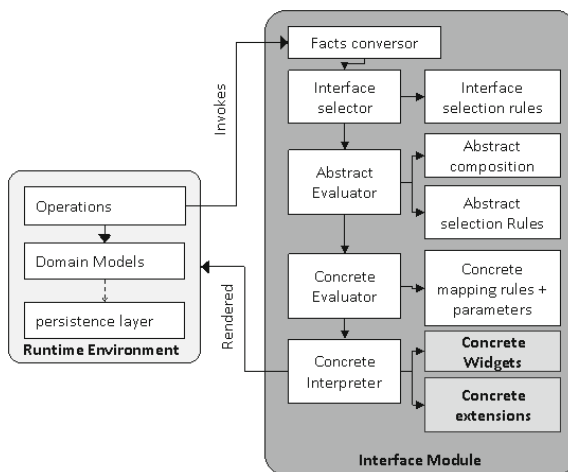 Facts conversor
Invokes
Interface
selector
Interface
selection rules
Abstract
Evaluator
Abstract
composition
Abstract
selection Rules
Operations
Domain Models
persistence layer
Runtime Environment
Rendered
Concrete
Evaluator
Concrete
mapping rules +
parameters
Concrete
Interpreter
Concrete
Widgets
Concrete
extensions
Interface Module